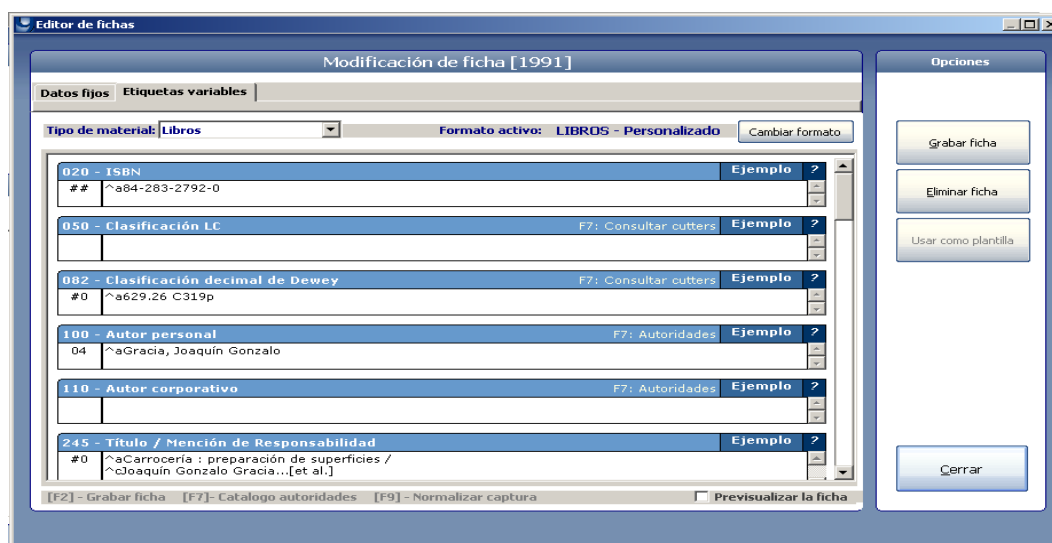 Editor de fichas
Modificación de ficha [1991]
Opciones
Datos fijos Etiquetas variables
Tipo de material: Libros Formato activo: LIBROS - Personalizado Cambiar formato
Grabar ficha
020 - ISBN Ejemplo ?
## ^a84-283-2792-0
Eliminar ficha
050 - Clasificación LC F7: Consultar cutters Ejemplo ?
Usar como plantilla
082 - Clasificación decimal de Dewey F7: Consultar cutters Ejemplo ?
#0 ^a629.26 C319p
100 - Autor personal F7: Autoridades Ejemplo ?
04 ^aGracia, Joaquín Gonzalo
110 - Autor corporativo F7: Autoridades Ejemplo ?
245 - Título / Mención de Responsabilidad Ejemplo ?
#0 ^aCarrocería : preparación de superficies /
^cJoaquín Gonzalo Gracia...[et al.]
Cerrar
[F2] - Grabar ficha [F7]- Catalogo autoridades [F9] - Normalizar captura Previsualizar la ficha